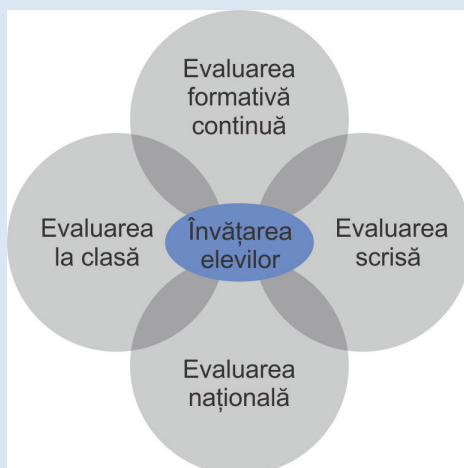 Evaluarea
formativă
continuă
Evaluarea
la clasă
Învățarea
elevilor
Evaluarea
scrisă
Evaluarea
națională